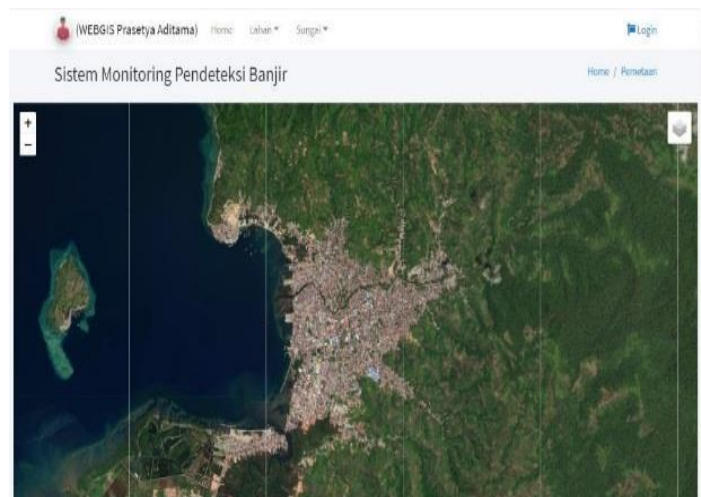 (WEBGIS Prasetya Aditama) Home Lahan Sungai Login
Sistem Monitoring Pendeteksi Banjir Home / Pemetaan
+
−